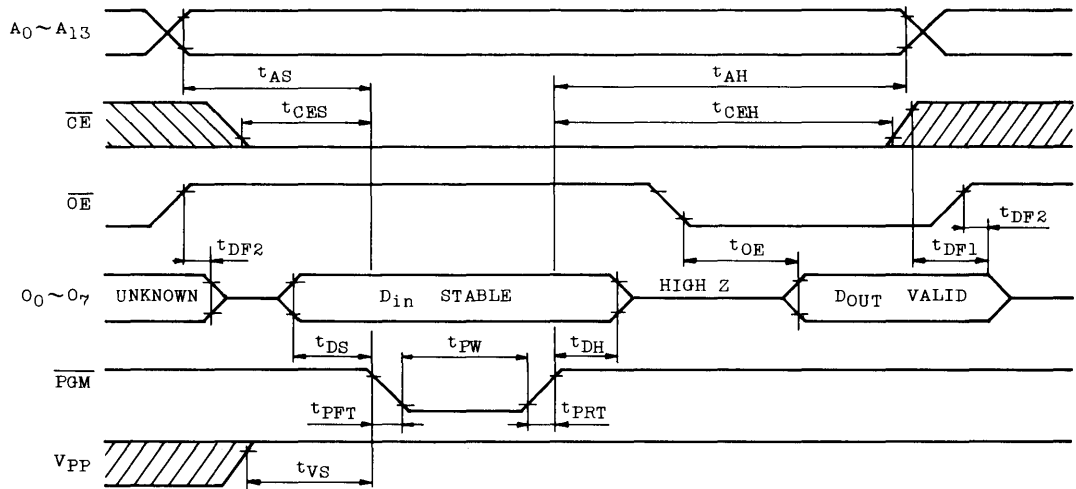 A0~A13
tAS
tAH
CE
tCES
tCEH
OE
tDF2
tOE
tDF1
tDF2
O0~O7
UNKNOWN
Din STABLE
HIGH Z
DOUT VALID
tDS
tPW
tDH
PGM
tPFT
tPRT
VPP
tVS